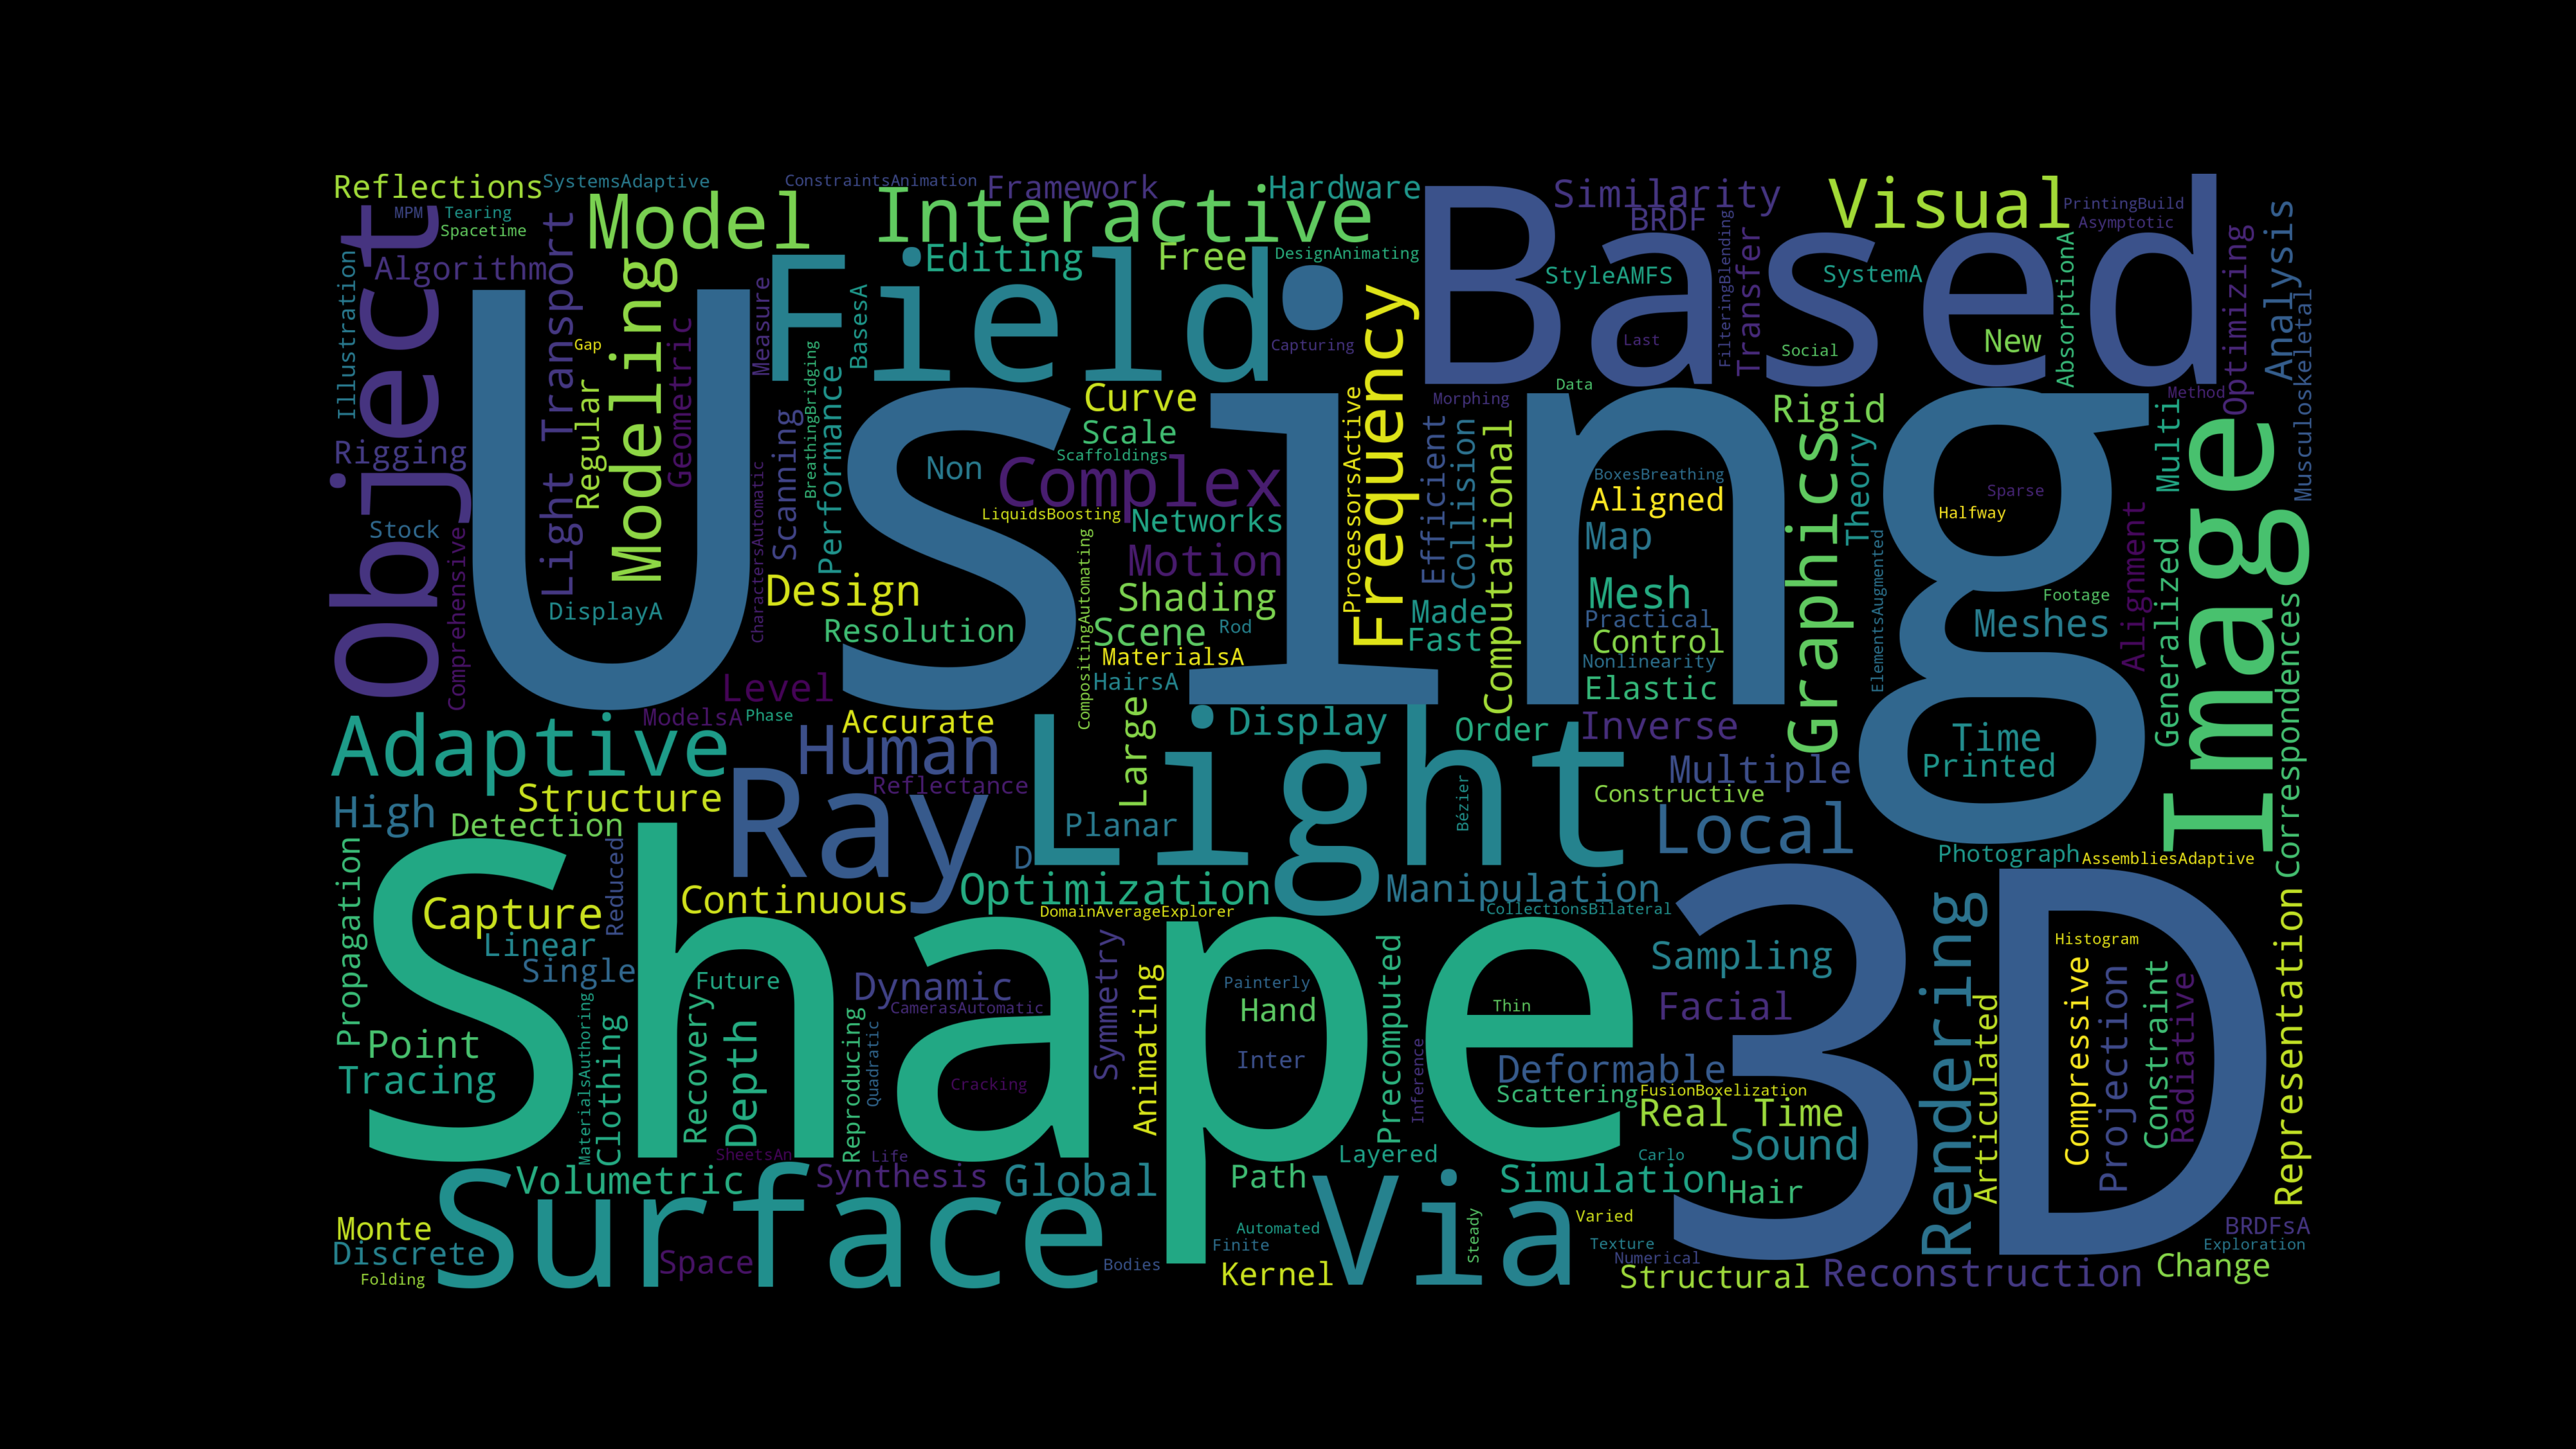 Reflections
SystemsAdaptive
ConstraintsAnimation
Framework
Hardware
Similarity
Visual
PrintingBuild
MPM
Tearing
Spacetime
Model
Interactive
BRDF
Asymptotic
Object
Algorithm
Light Transport
Modeling
Field
Editing
Free
DesignAnimating
Based
StyleAMFS
SystemA
Transfer
FilteringBlending
AbsorptionA
Optimizing
Analysis
Illustration
Measure
BasesA
Capturing
Frequency
Last
Social
New
Musculoskeletal
Gap
Geometric
Regular
BreathingBridging
Performance
Using
Curve
Data
Morphing
Rigid
Method
Multi
Image
Rigging
Scanning
Scale
Scaffoldings
Non
Complex
ProcessorsActive
Efficient
Collision
Computational
BoxesBreathing
Aligned
Graphics
Theory
Sparse
Halfway
Stock
Comprehensive
CharactersAutomatic
LiquidsBoosting
Networks
Map
Alignment
Generalized
CompositingAutomating
Motion
Design
Shading
Made
Mesh
Practical
ElementsAugmented
Footage
Meshes
Correspondences
DisplayA
Resolution
Scene
Rod
Fast
Control
MaterialsA
Nonlinearity
HairsA
Elastic
Level
ModelsA
Phase
Accurate
Large
Display
Order
Inverse
Time
Adaptive
Human
Light
Multiple
Printed
Reflectance
Ray
Structure
High
Detection
Planar
Bézier
Constructive
Local
D
Photograph
AssembliesAdaptive
Propagation
Reduced
Continuous
Optimization
Manipulation
Shape
3D
Capture
DomainAverageExplorer
CollectionsBilateral
Rendering
Representation
Linear
Single
Symmetry
Animating
Precomputed
Sampling
Histogram
Compressive
Projection
Constraint
Radiative
Future
Dynamic
Painterly
MaterialsAuthoring
Clothing
Recovery
Depth
Reproducing
Quadratic
CamerasAutomatic
Hand
Thin
Facial
Articulated
Point
Inter
Inference
Deformable
Tracing
Cracking
Scattering
FusionBoxelization
Real Time
SheetsAn
Life
Layered
Carlo
Sound
Volumetric
Synthesis
Global
Path
Via
Simulation
Hair
Surface
Monte
Automated
Steady
Varied
BRDFsA
Discrete
Finite
Texture
Exploration
Space
Bodies
Numerical
Folding
Kernel
Structural
Reconstruction
Change